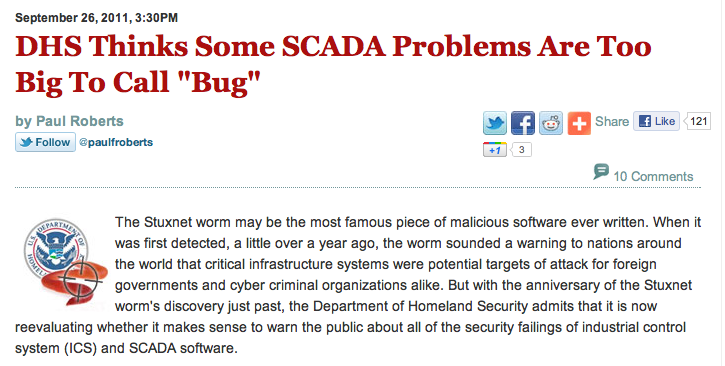 September 26, 2011, 3:30PM
DHS Thinks Some SCADA Problems Are Too
Big To Call "Bug"
by Paul Roberts
Share
Like
121
Follow
@paulfroberts
+1
3
10 Comments
The Stuxnet worm may be the most famous piece of malicious software ever written. When it
was first detected, a little over a year ago, the worm sounded a warning to nations around
the world that critical infrastructure systems were potential targets of attack for foreign
governments and cyber criminal organizations alike. But with the anniversary of the Stuxnet
worm's discovery just past, the Department of Homeland Security admits that it is now
reevaluating whether it makes sense to warn the public about all of the security failings of industrial control
system (ICS) and SCADA software.